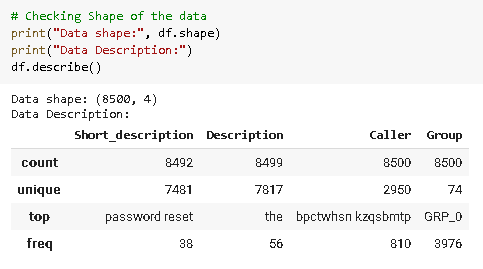 # Checking Shape of the data
print("Data shape:", df.shape)
print("Data Description:")
df.describe()
Data shape: (8500, 4)
Data Description:
Short_description Description Caller Group
count 8492 8499 8500 8500
unique 7481 7817 2950 74
top password reset the bpctwhsn kzqsbmtp GRP_0
freq 38 56 810 3976